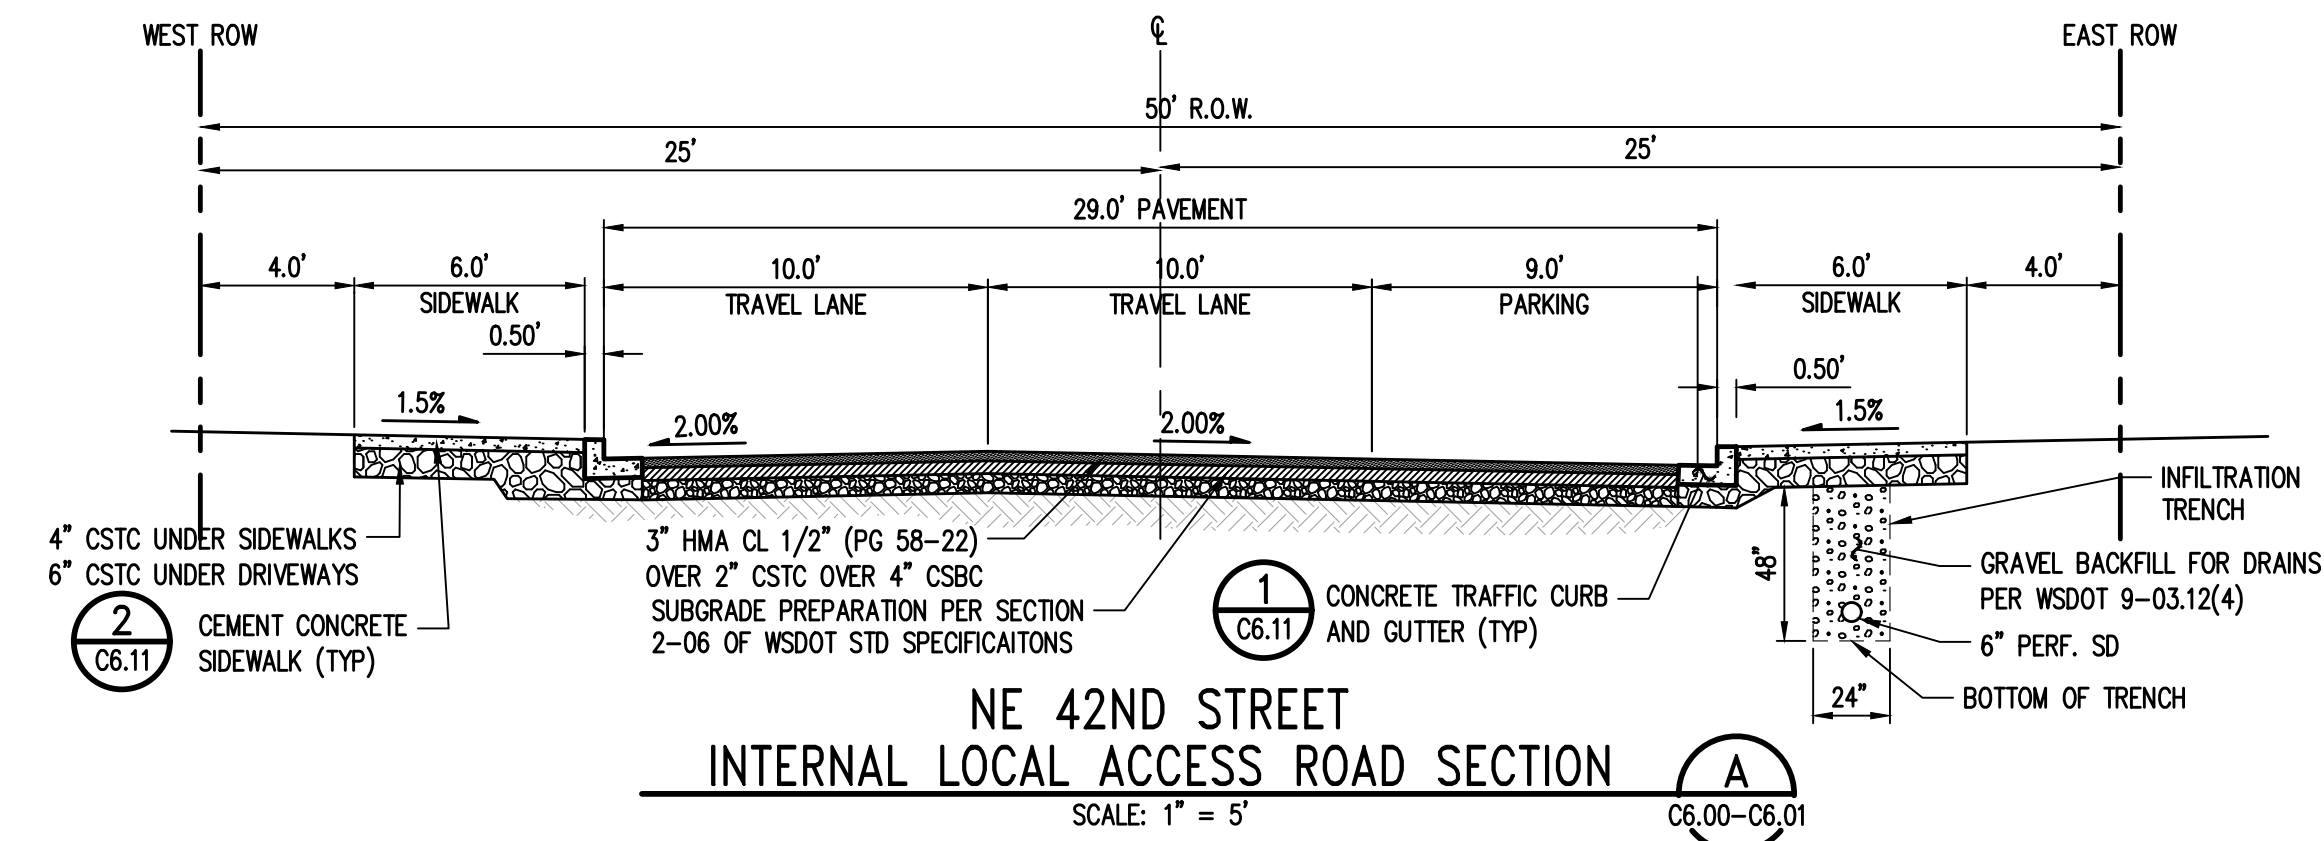 WEST ROW
℄
EAST ROW
50' R.O.W.
25'
25'
29.0' PAVEMENT
4.0'
6.0'
SIDEWALK
10.0'
TRAVEL LANE
10.0'
TRAVEL LANE
9.0'
PARKING
6.0'
SIDEWALK
4.0'
0.50'
0.50'
1.5%
2.00%
2.00%
1.5%
4" CSTC UNDER SIDEWALKS
6" CSTC UNDER DRIVEWAYS
2
C6.11
CEMENT CONCRETE
SIDEWALK (TYP)
3" HMA CL 1/2" (PG 58-22)
OVER 2" CSTC OVER 4" CSBC
SUBGRADE PREPARATION PER SECTION
2-06 OF WSDOT STD SPECIFICAITONS
1
C6.11
CONCRETE TRAFFIC CURB
AND GUTTER (TYP)
48"
24"
INFILTRATION
TRENCH
GRAVEL BACKFILL FOR DRAINS
PER WSDOT 9-03.12(4)
6" PERF. SD
BOTTOM OF TRENCH
NE 42ND STREET
INTERNAL LOCAL ACCESS ROAD SECTION
SCALE: 1" = 5'
A
C6.00-C6.01